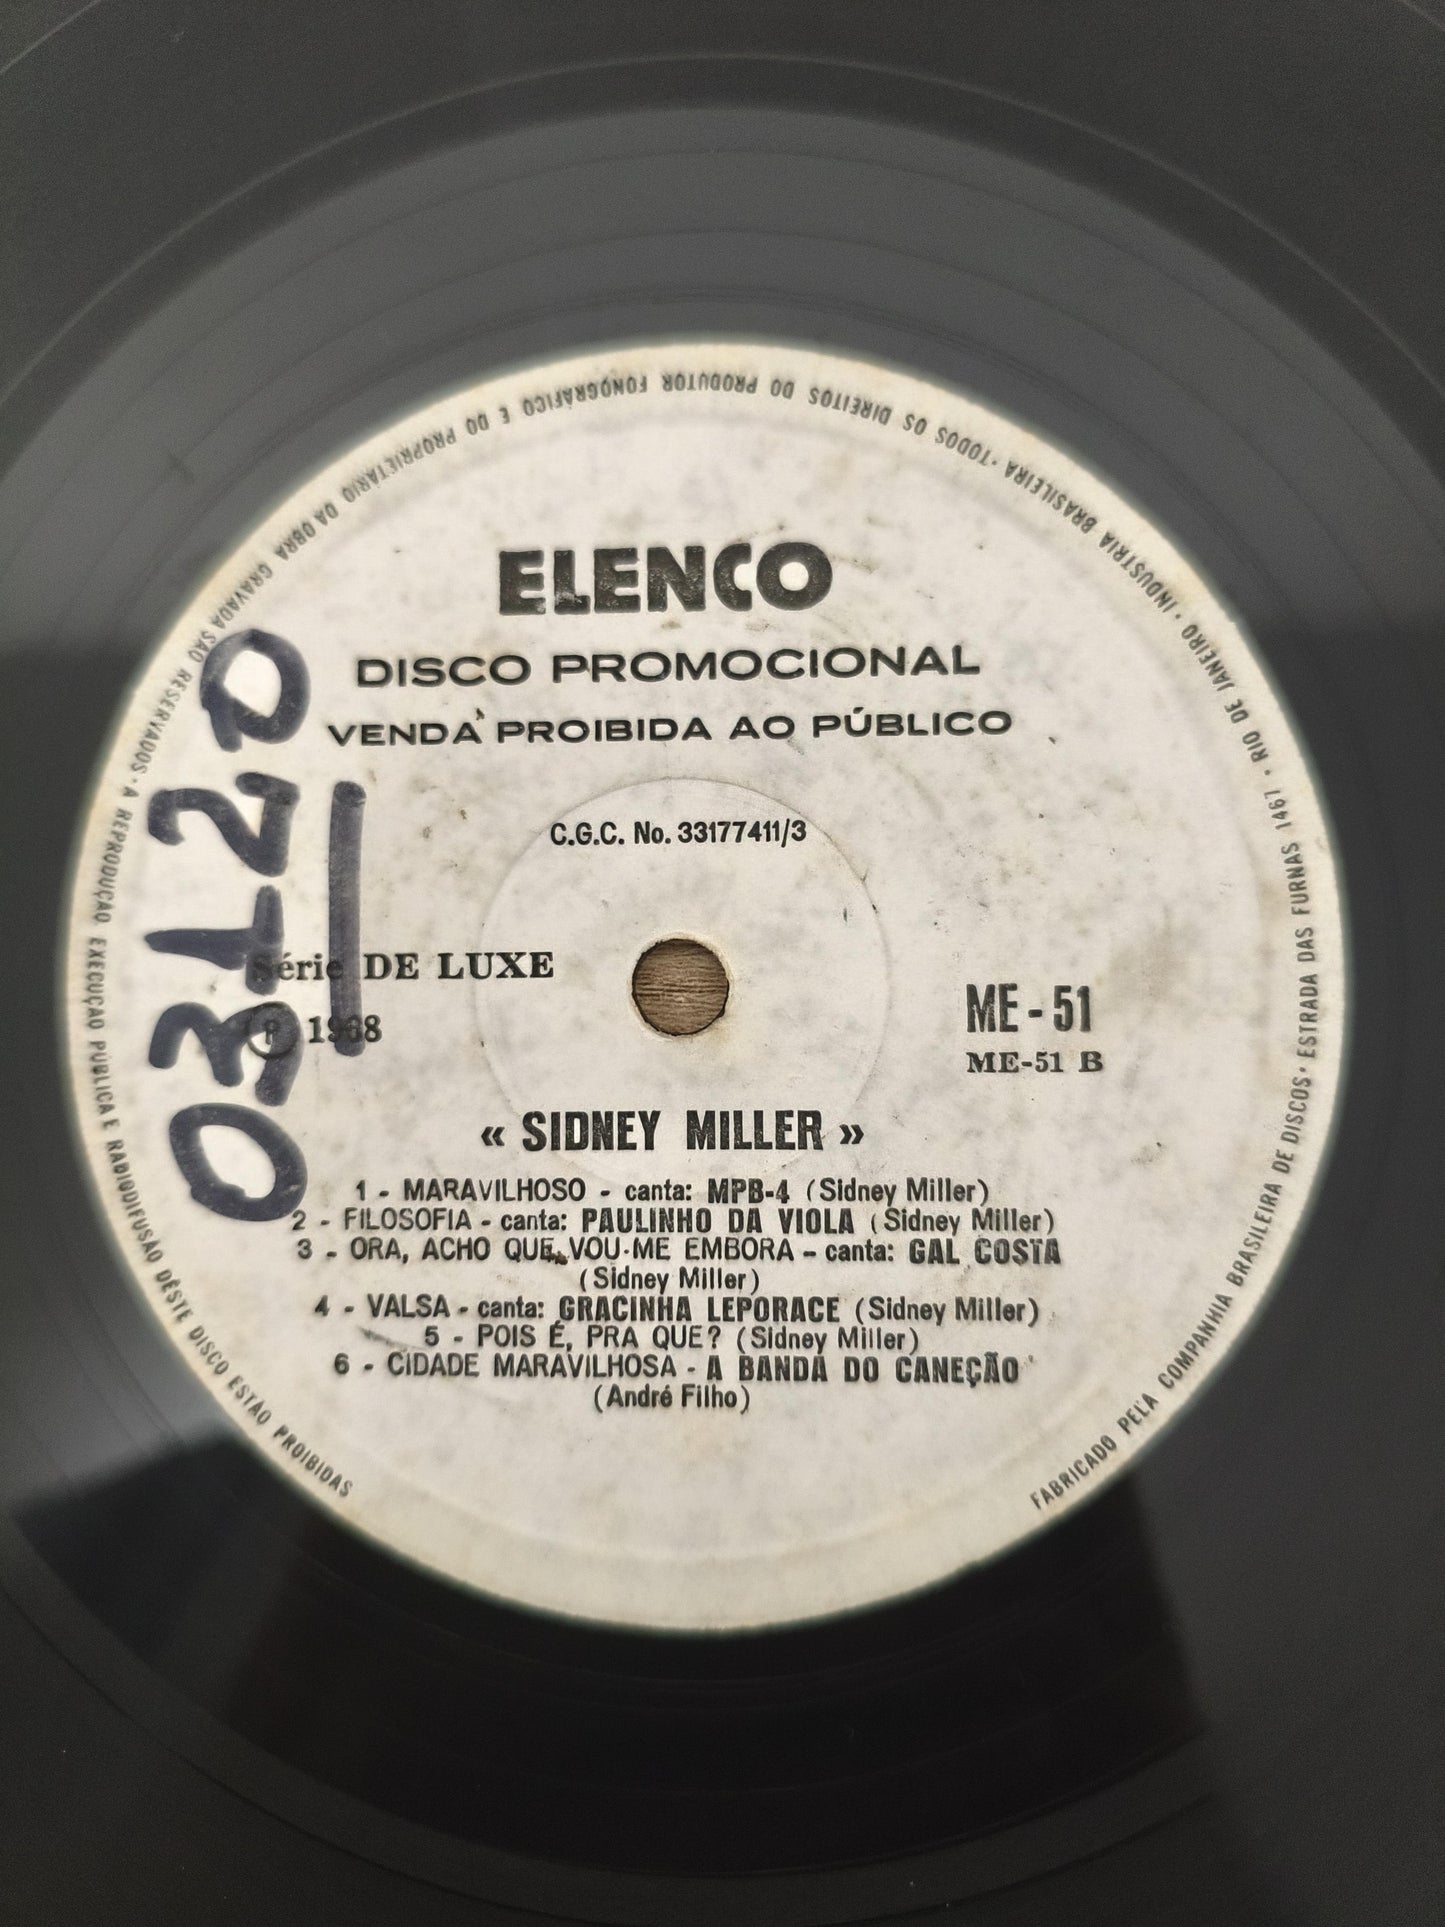 ELENCO
DISCO PROMOCIONAL
VENDA PROIBIDA AO PÚBLICO
C.G.C. No. 33177411/3
Série DE LUXE
℗ 1968
ME - 51
ME-51 B
« SIDNEY MILLER »
1 - MARAVILHOSO - canta: MPB-4 (Sidney Miller)
2 - FILOSOFIA - canta: PAULINHO DA VIOLA (Sidney Miller)
3 - ORA, ACHO QUE VOU-ME EMBORA - canta: GAL COSTA
(Sidney Miller)
4 - VALSA - canta: GRACINHA LEPORACE (Sidney Miller)
5 - POIS É, PRA QUE? (Sidney Miller)
6 - CIDADE MARAVILHOSA - A BANDA DO CANEÇÃO
(André Filho)
FABRICADO PELA COMPANHIA BRASILEIRA DE DISCOS · ESTRADA DAS FURNAS 1467 · RIO DE JANEIRO · INDUSTRIA BRASILEIRA · TODOS OS DIREITOS DO PRODUTOR FONOGRÁFICO E DO PROPRIETÁRIO DA OBRA GRAVADA SÃO RESERVADOS · A REPRODUÇÃO EXECUÇÃO PÚBLICA E RADIODIFUSÃO DÊSTE DISCO ESTÃO PROIBIDAS
03120